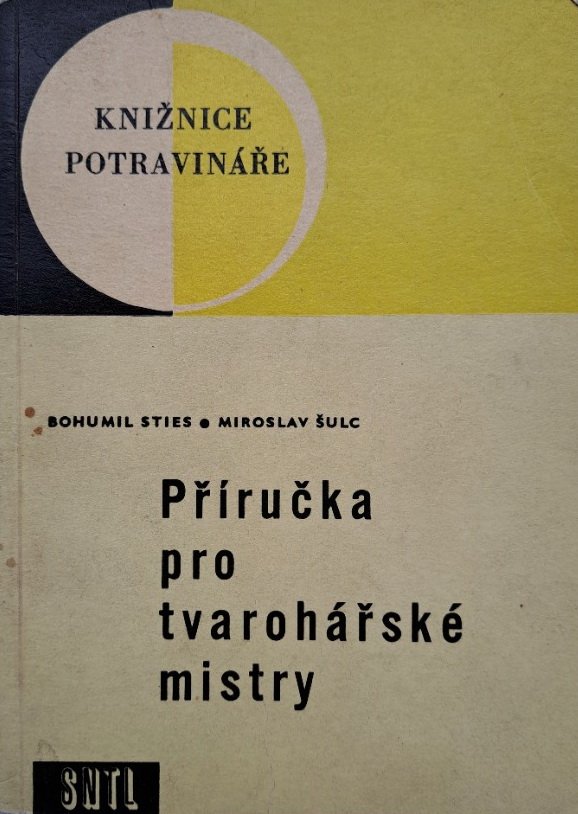 KNIŽNICE
POTRAVINÁŘE
BOHUMIL STIES ● MIROSLAV ŠULC
Příručka
pro
tvarohářské
mistry
SNTL